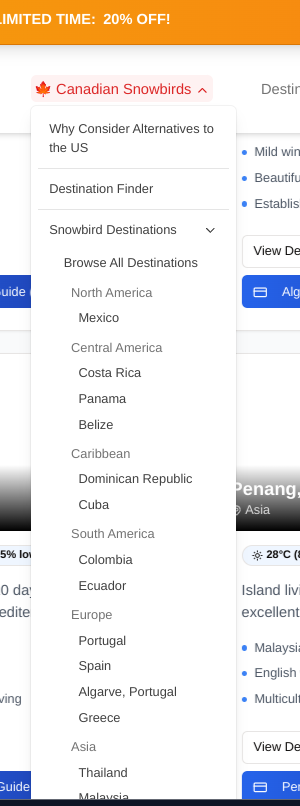 LIMITED TIME: 20% OFF!
🍁 Canadian Snowbirds
Why Consider Alternatives to
the US
Destination Finder
Snowbird Destinations
Browse All Destinations
North America
Mexico
Central America
Costa Rica
Panama
Belize
Caribbean
Dominican Republic
Cuba
South America
Colombia
Ecuador
Europe
Portugal
Spain
Algarve, Portugal
Greece
Asia
Thailand
Malaysia
Mild win
Beautifu
Establis
View De
Alg
Guide
Penang,
Asia
5% lo
28°C (8
0 day
edite
Island livi
excellent
Malaysia
English
Multicult
ving
View De
Guide
Pen